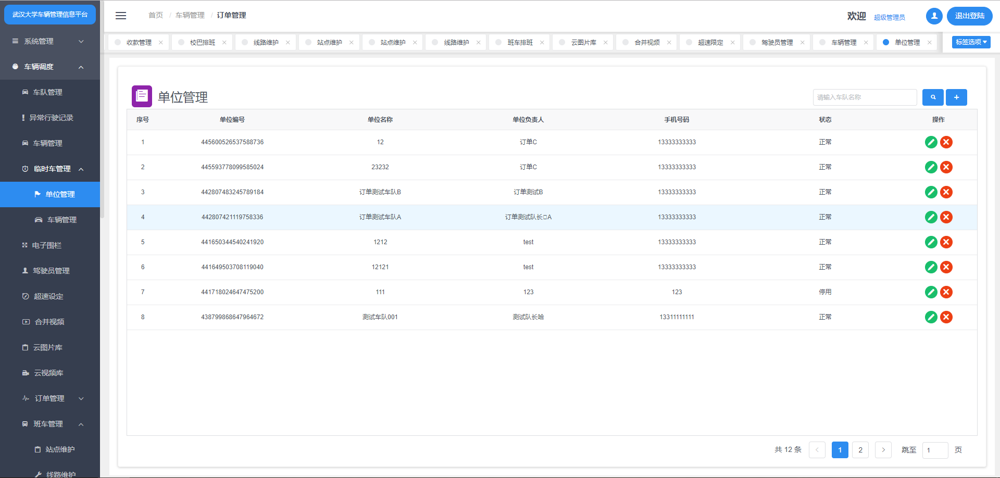 武汉大学车辆管理信息平台
首页 / 车辆管理 / 订单管理
欢迎 超级管理员
退出登陆
收款管理 校巴排班 线路维护 站点维护 站点维护 线路维护 班车排班 云图片库 合并视频 超速限定 驾驶员管理 车辆管理 单位管理
标签选项
系统管理
车辆调度
车队管理
异常行驶记录
车辆管理
临时车管理
单位管理
车辆管理
电子围栏
驾驶员管理
超速设定
合并视频
云图片库
云视频库
订单管理
班车管理
站点维护
线路维护
单位管理
请输入车队名称
序号 单位编号 单位名称 单位负责人 手机号码 状态 操作
1 445600526537588736 12 订单C 13333333333 正常
2 445593778099585024 23232 订单C 13333333333 正常
3 442807483245789184 订单测试车队B 订单测试B 13333333333 正常
4 442807421119758336 订单测试车队A 订单测试队长□A 13333333333 正常
5 441650344540241920 1212 test 13333333333 正常
6 441649503708119040 12121 test 13333333333 正常
7 441718024647475200 111 123 123 停用
8 438799868647964672 测试车队001 测试队长哈 13311111111 正常
共 12 条 1 2 跳至 1 页